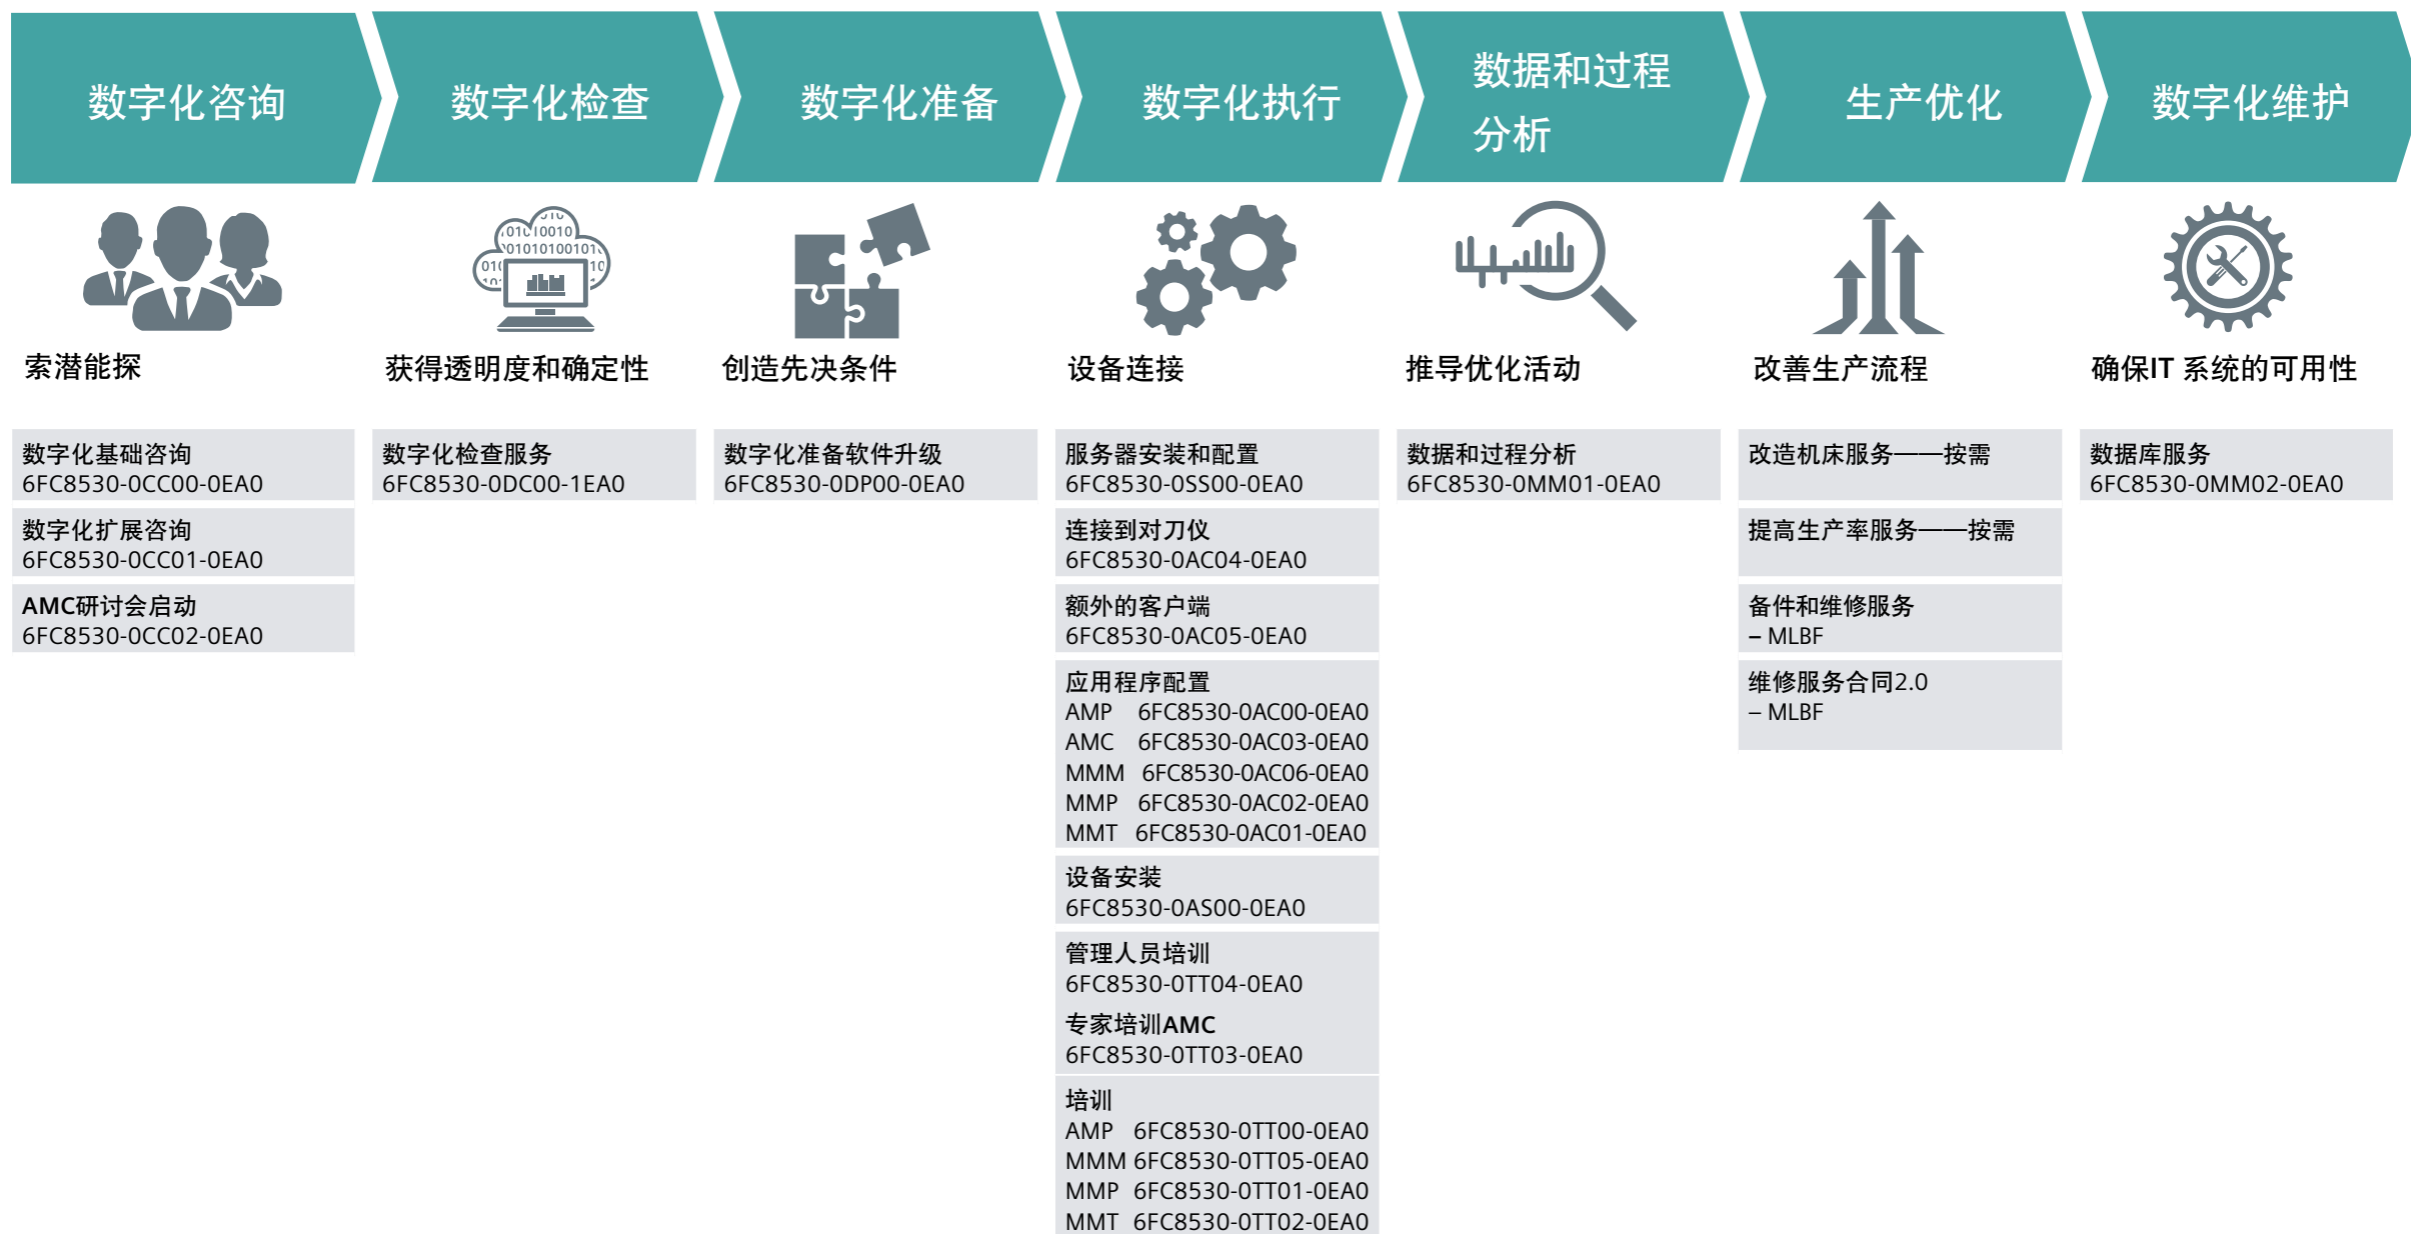 数字化咨询
数字化检查
数字化准备
数字化执行
数据和过程
分析
生产优化
数字化维护
索潜能探
获得透明度和确定性
创造先决条件
设备连接
推导优化活动
改善生产流程
确保IT 系统的可用性
数字化基础咨询
6FC8530-0CC00-0EA0
数字化扩展咨询
6FC8530-0CC01-0EA0
AMC研讨会启动
6FC8530-0CC02-0EA0
数字化检查服务
6FC8530-0DC00-1EA0
数字化准备软件升级
6FC8530-0DP00-0EA0
服务器安装和配置
6FC8530-0SS00-0EA0
连接到对刀仪
6FC8530-0AC04-0EA0
额外的客户端
6FC8530-0AC05-0EA0
应用程序配置
AMP 6FC8530-0AC00-0EA0
AMC 6FC8530-0AC03-0EA0
MMM 6FC8530-0AC06-0EA0
MMP 6FC8530-0AC02-0EA0
MMT 6FC8530-0AC01-0EA0
设备安装
6FC8530-0AS00-0EA0
管理人员培训
6FC8530-0TT04-0EA0
专家培训AMC
6FC8530-0TT03-0EA0
培训
AMP 6FC8530-0TT00-0EA0
MMM 6FC8530-0TT05-0EA0
MMP 6FC8530-0TT01-0EA0
MMT 6FC8530-0TT02-0EA0
数据和过程分析
6FC8530-0MM01-0EA0
改造机床服务——按需
提高生产率服务——按需
备件和维修服务
– MLBF
维修服务合同2.0
– MLBF
数据库服务
6FC8530-0MM02-0EA0